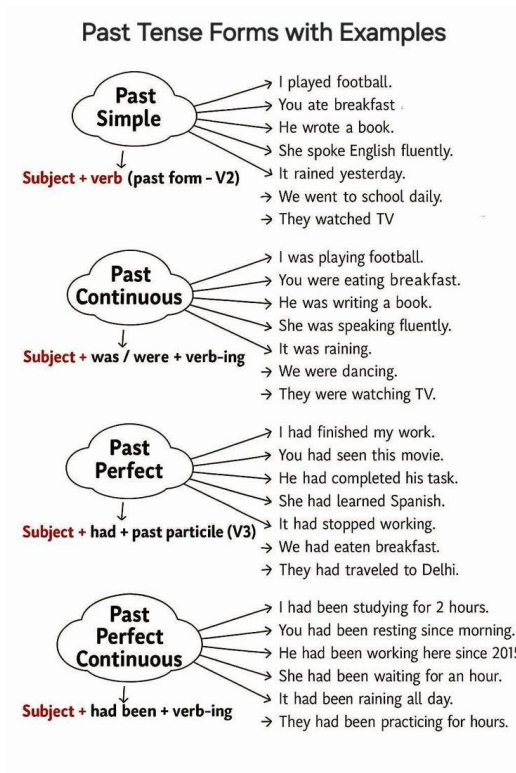 Past Tense Forms with Examples
Past
Simple
Subject + verb (past form - V2)
I played football.
You ate breakfast
He wrote a book.
She spoke English fluently.
It rained yesterday.
We went to school daily.
They watched TV
Past
Continuous
Subject + was / were + verb-ing
I was playing football.
You were eating breakfast.
He was writing a book.
She was speaking fluently.
It was raining.
We were dancing.
They were watching TV.
Past
Perfect
Subject + had + past particile (V3)
I had finished my work.
You had seen this movie.
He had completed his task.
She had learned Spanish.
It had stopped working.
We had eaten breakfast.
They had traveled to Delhi.
Past
Perfect
Continuous
Subject + had been + verb-ing
I had been studying for 2 hours.
You had been resting since morning.
He had been working here since
She had been waiting for an hour.
It had been raining all day.
They had been practicing for hours.